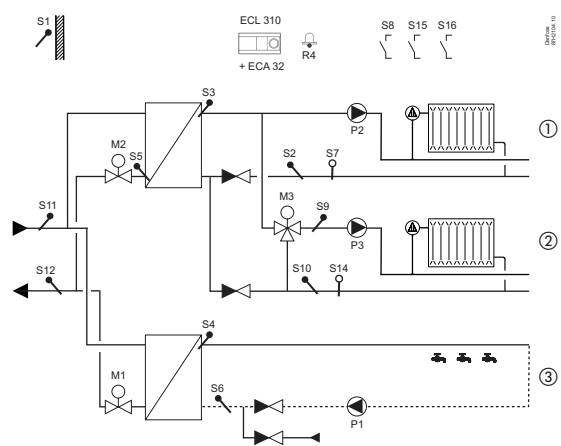 S1
ECL 310
+ ECA 32
R4
S8 S15 S16
Danfoss
87H2104.10
S3
P2
①
M2
S5
S2 S7
S11
M3
S9
P3
②
S12
S10 S14
S4
③
M1
S6
P1